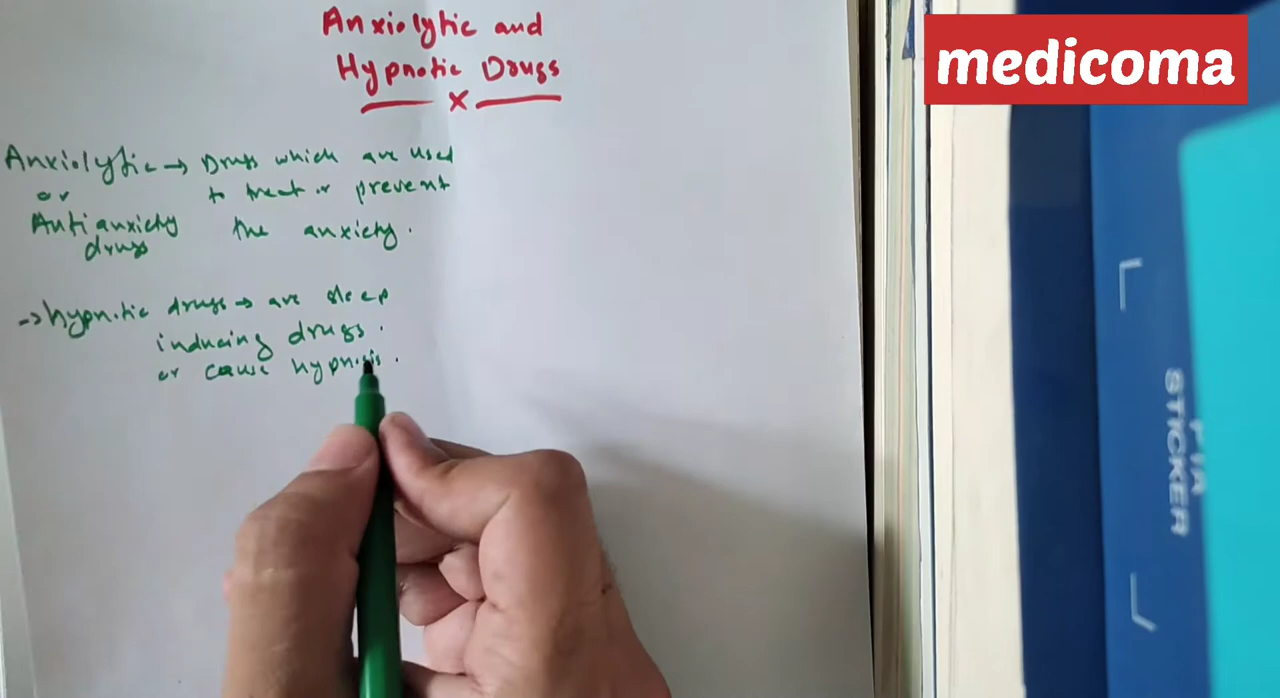 Anxiolytic and
Hypnotic Drugs
x
medicoma
Anxiolytic → Drugs which are used
or to treat or prevent
Antianxiety the anxiety.
drugs
→ hypnotic drugs → are sleep
inducing drugs.
or cause hypnosis.
STICKER